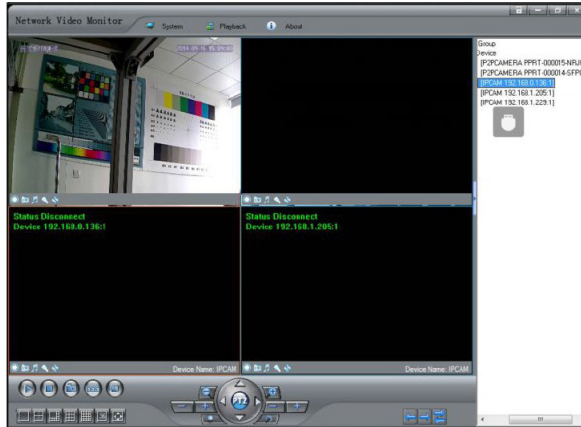 Network Video Monitor
System
Playback
About
Group
Device
[P2PCAMERA PPRT-000015-NRJU
[P2PCAMERA PPRT-000014-SFPI
[IPCAM 192.168.0.136:1]
[IPCAM 192.168.1.205:1]
[IPCAM 192.168.1.229:1]
Status Disconnect
Device 192.168.0.136:1
Status Disconnect
Device 192.168.1.205:1
Device Name: IPCAM
Device Name: IPCAM
PTZ